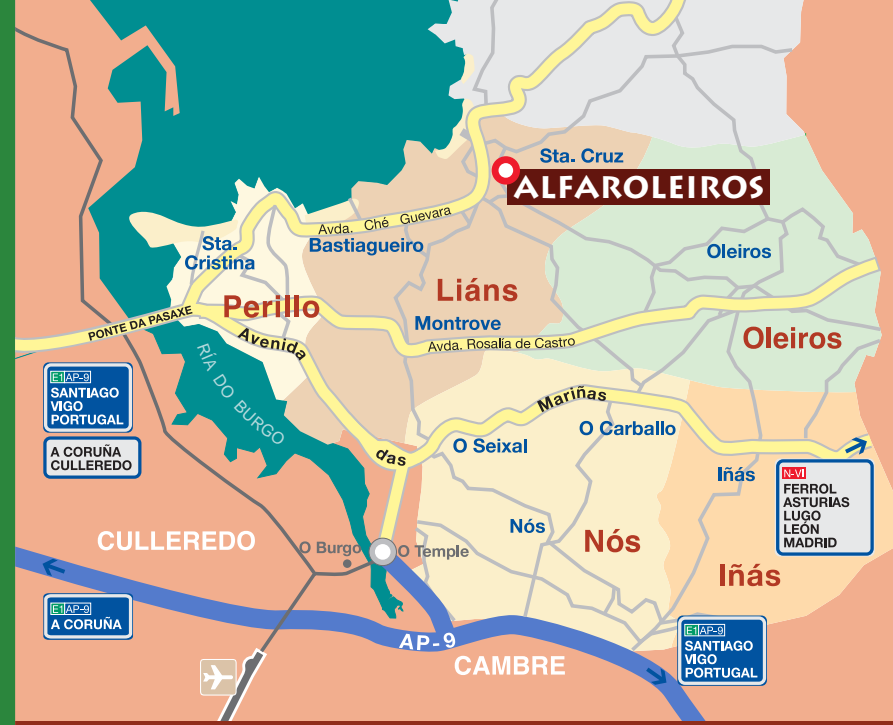 Sta. Cruz
ALFAROLEIROS
Avda. Ché Guevara
Sta.
Cristina
Bastiagueiro
Oleiros
Liáns
Perillo
PONTE DA PASAXE
Montrove
Avenida
Avda. Rosalía de Castro
Oleiros
RÍA DO BURGO
E1 AP-9
SANTIAGO
VIGO
PORTUGAL
A CORUÑA
CULLEREDO
Mariñas
das
O Seixal
O Carballo
Iñás
N-VI
FERROL
ASTURIAS
LUGO
LEÓN
MADRID
Nós
Nós
CULLEREDO
O Burgo
O Temple
Iñás
E1 AP-9
A CORUÑA
AP-9
CAMBRE
E1 AP-9
SANTIAGO
VIGO
PORTUGAL